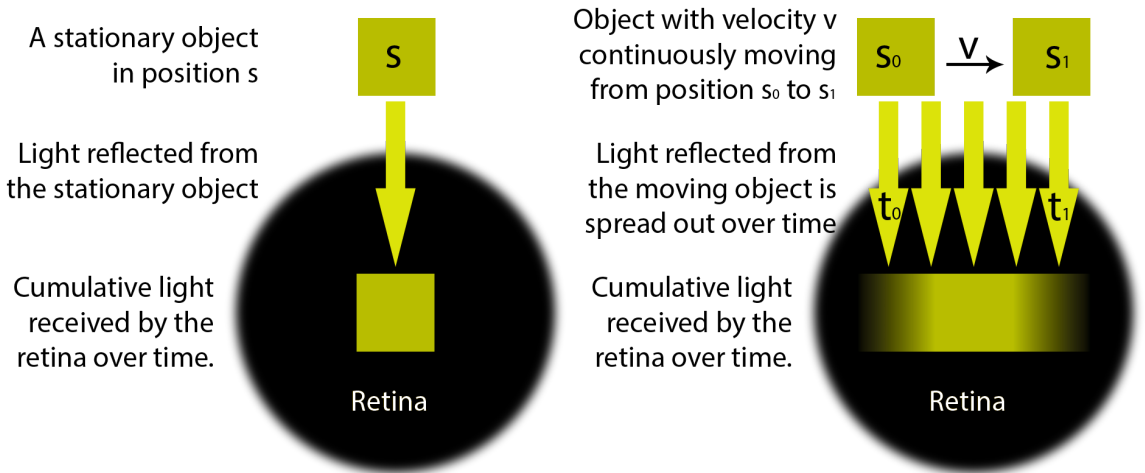 A stationary object
in position s
s
Light reflected from
the stationary object
Cumulative light
received by the
retina over time.
Retina
Object with velocity v
continuously moving
from position s₀ to s₁
s₀
v
s₁
Light reflected from
the moving object is
spread out over time
t₀
t₁
Cumulative light
received by the
retina over time.
Retina